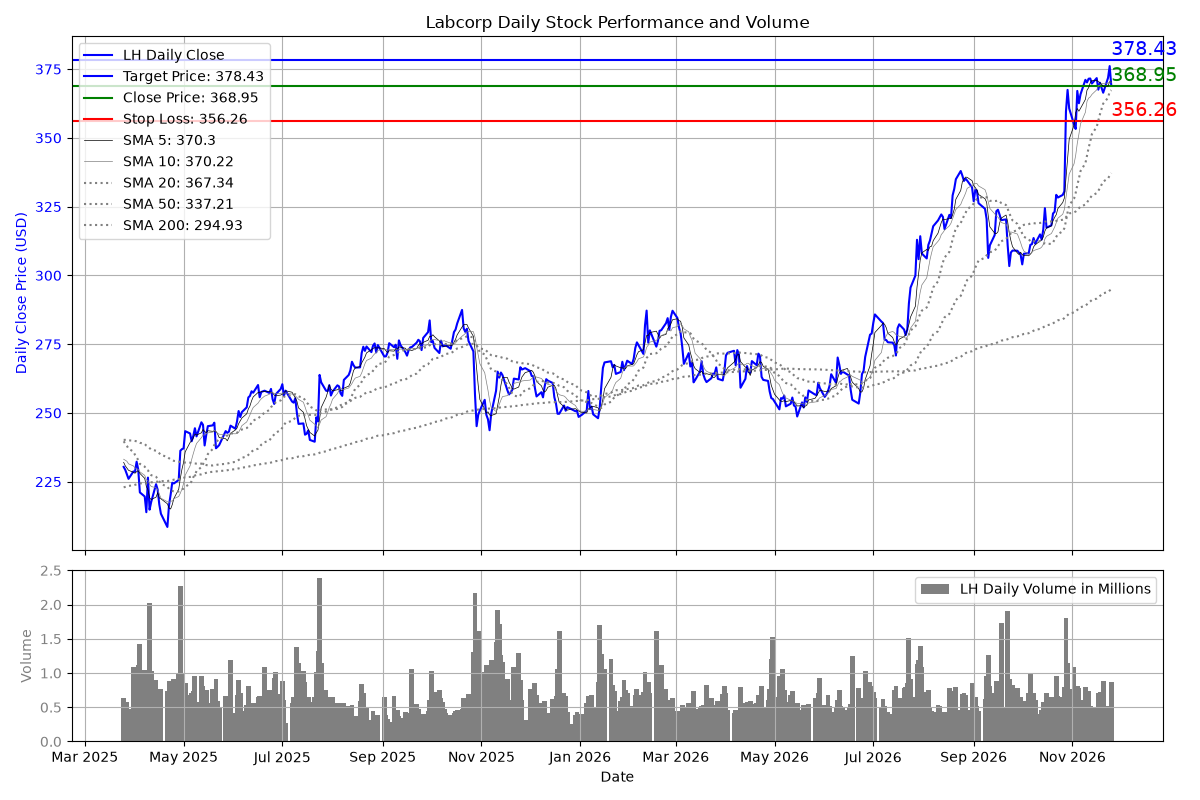 Labcorp Daily Stock Performance and Volume
LH Daily Close
Target Price: 378.43
Close Price: 368.95
Stop Loss: 356.26
SMA 5: 370.3
SMA 10: 370.22
SMA 20: 367.34
SMA 50: 337.21
SMA 200: 294.93
378.43
368.95
356.26
Daily Close Price (USD)
375
350
325
300
275
250
225
LH Daily Volume in Millions
Volume
2.5
2.0
1.5
1.0
0.5
0.0
Mar 2025 May 2025 Jul 2025 Sep 2025 Nov 2025 Jan 2026 Mar 2026 May 2026 Jul 2026 Sep 2026 Nov 2026
Date